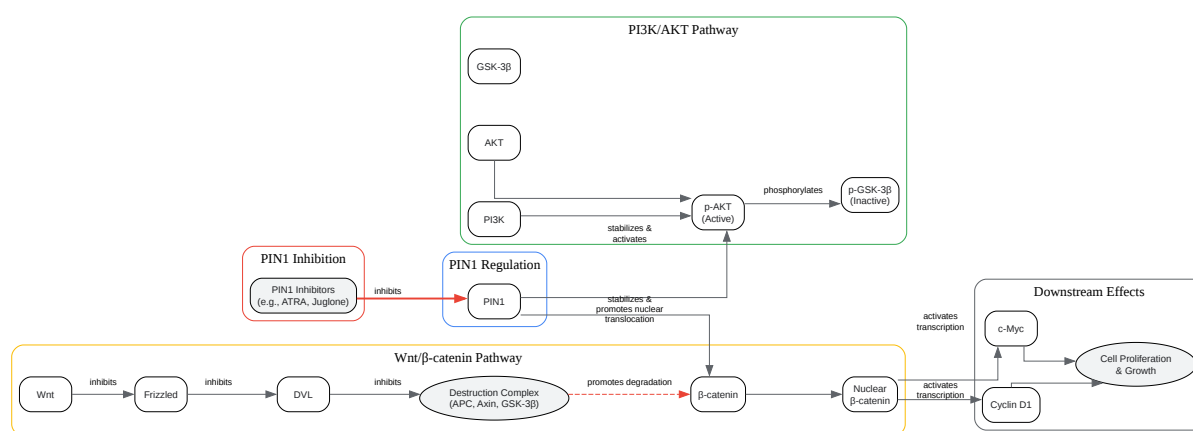 PI3K/AKT Pathway
GSK-3β
AKT
PI3K
p-AKT
(Active)
phosphorylates
p-GSK-3β
(Inactive)
stabilizes &
activates
PIN1 Inhibition
PIN1 Inhibitors
(e.g., ATRA, Juglone)
inhibits
PIN1 Regulation
PIN1
stabilizes &
promotes nuclear
translocation
Downstream Effects
activates
transcription
c-Myc
Cell Proliferation
& Growth
activates
transcription
Cyclin D1
Wnt/β-catenin Pathway
Wnt
inhibits
Frizzled
inhibits
DVL
inhibits
Destruction Complex
(APC, Axin, GSK-3β)
promotes degradation
β-catenin
Nuclear
β-catenin